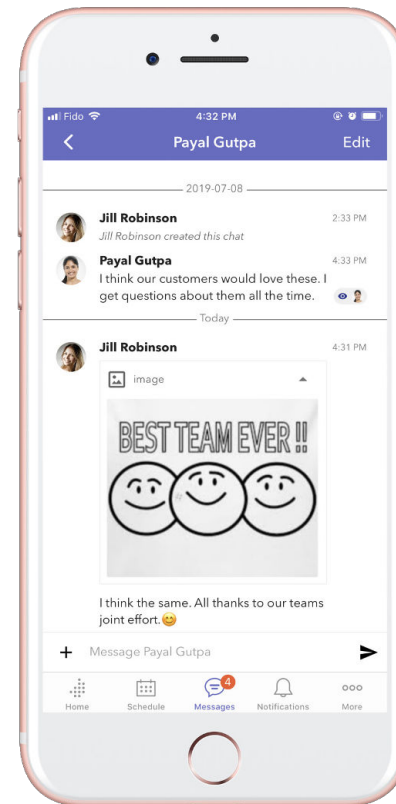 Fido
4:32 PM
Payal Gutpa
Edit
2019-07-08
Jill Robinson
2:33 PM
Jill Robinson created this chat
Payal Gutpa
4:33 PM
I think our customers would love these. I
get questions about them all the time.
Today
Jill Robinson
4:31 PM
image
BEST TEAM EVER !!
I think the same. All thanks to our teams
joint effort.😊
+ Message Payal Gutpa
4
Home
Schedule
Messages
Notifications
More